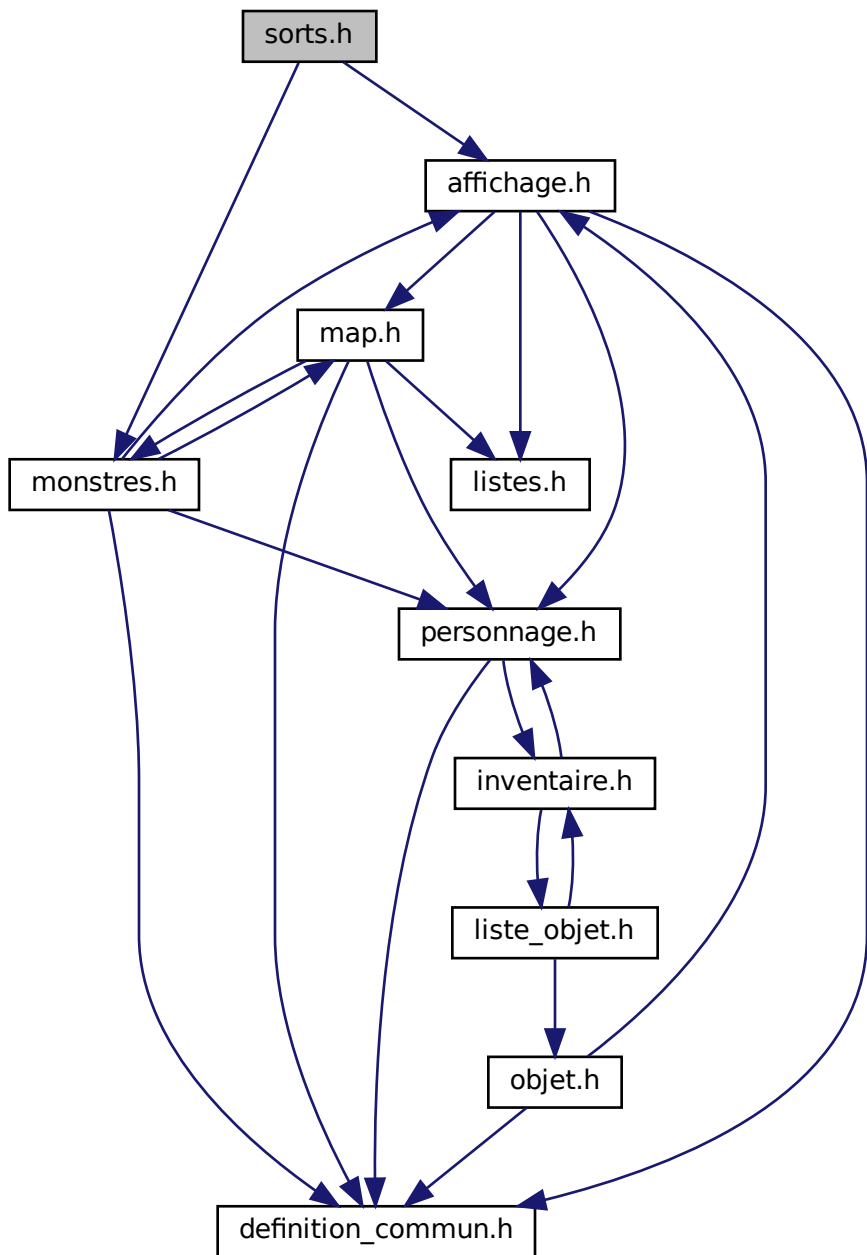 sorts.h
affichage.h
map.h
monstres.h
listes.h
personnage.h
inventaire.h
liste_objet.h
objet.h
definition_commun.h